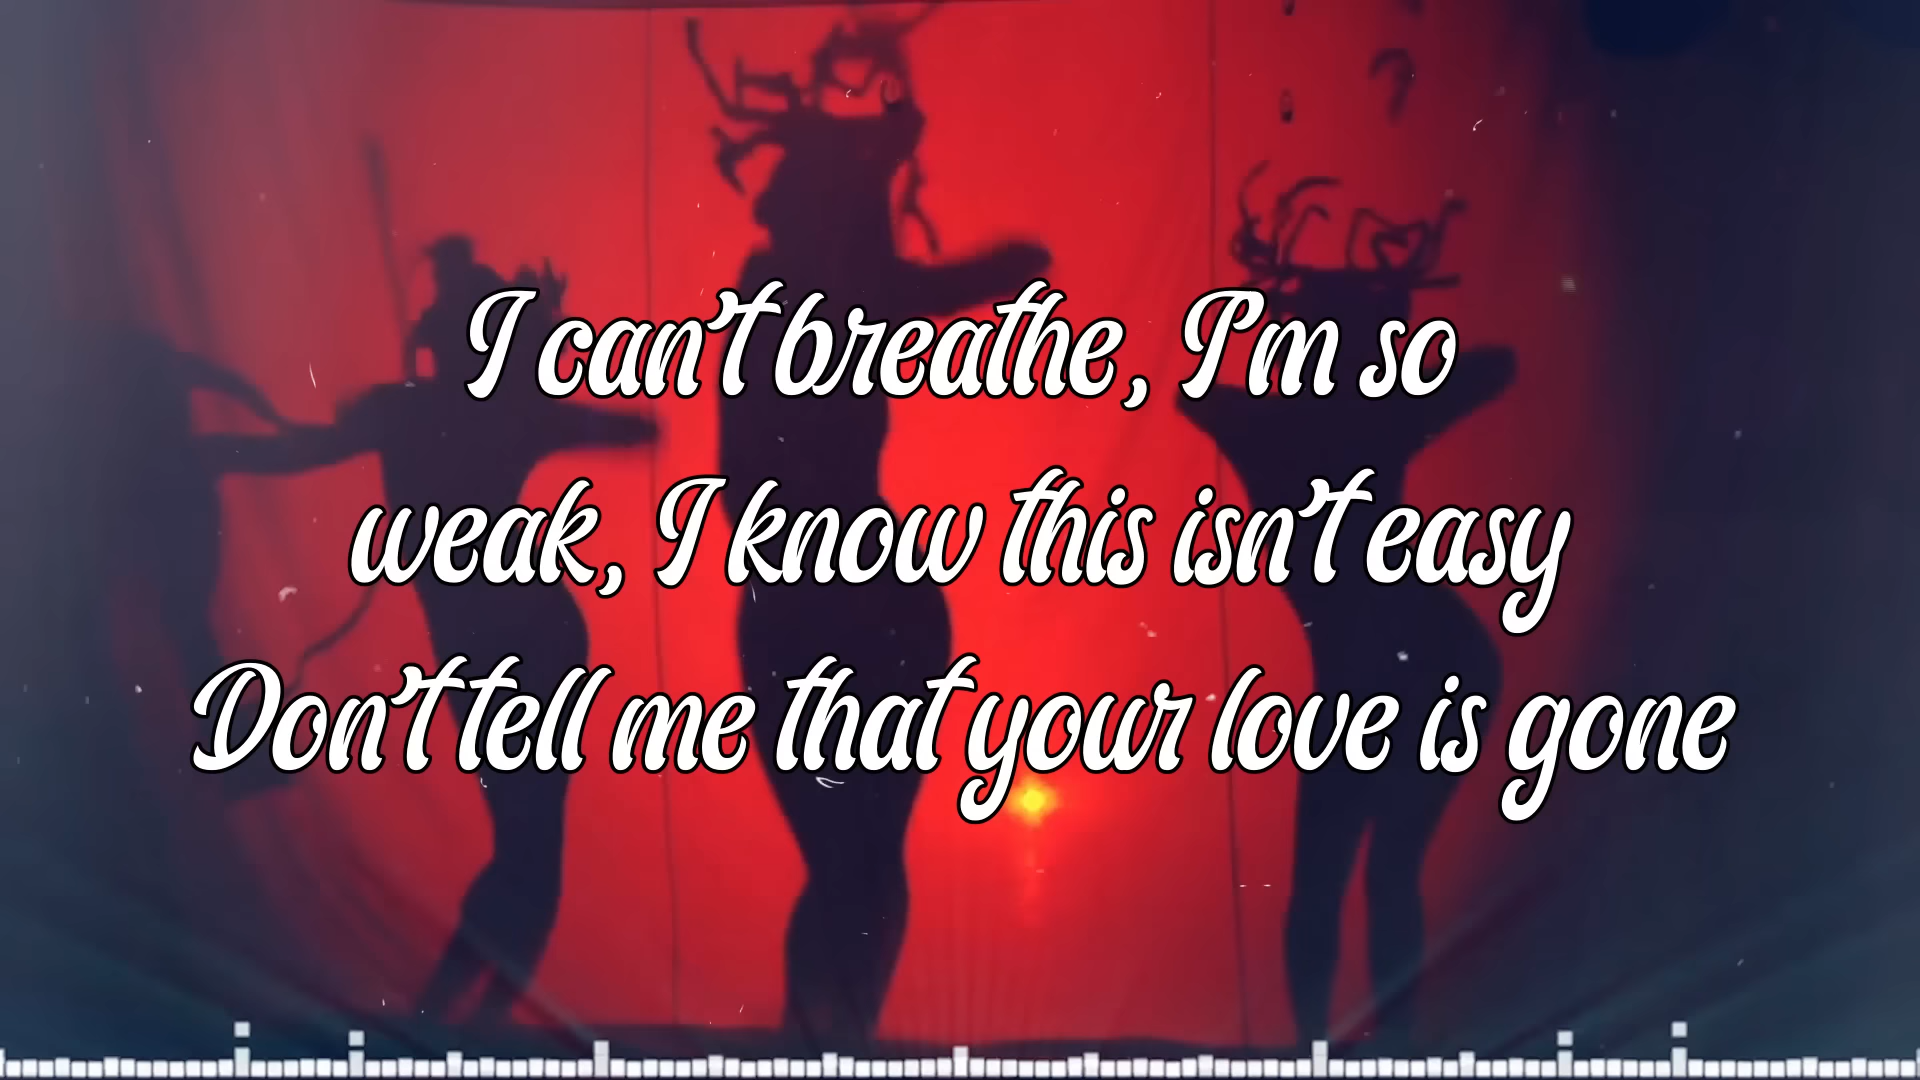 I can't breathe, I'm so
weak, I know this isn't easy
Don't tell me that your love is gone